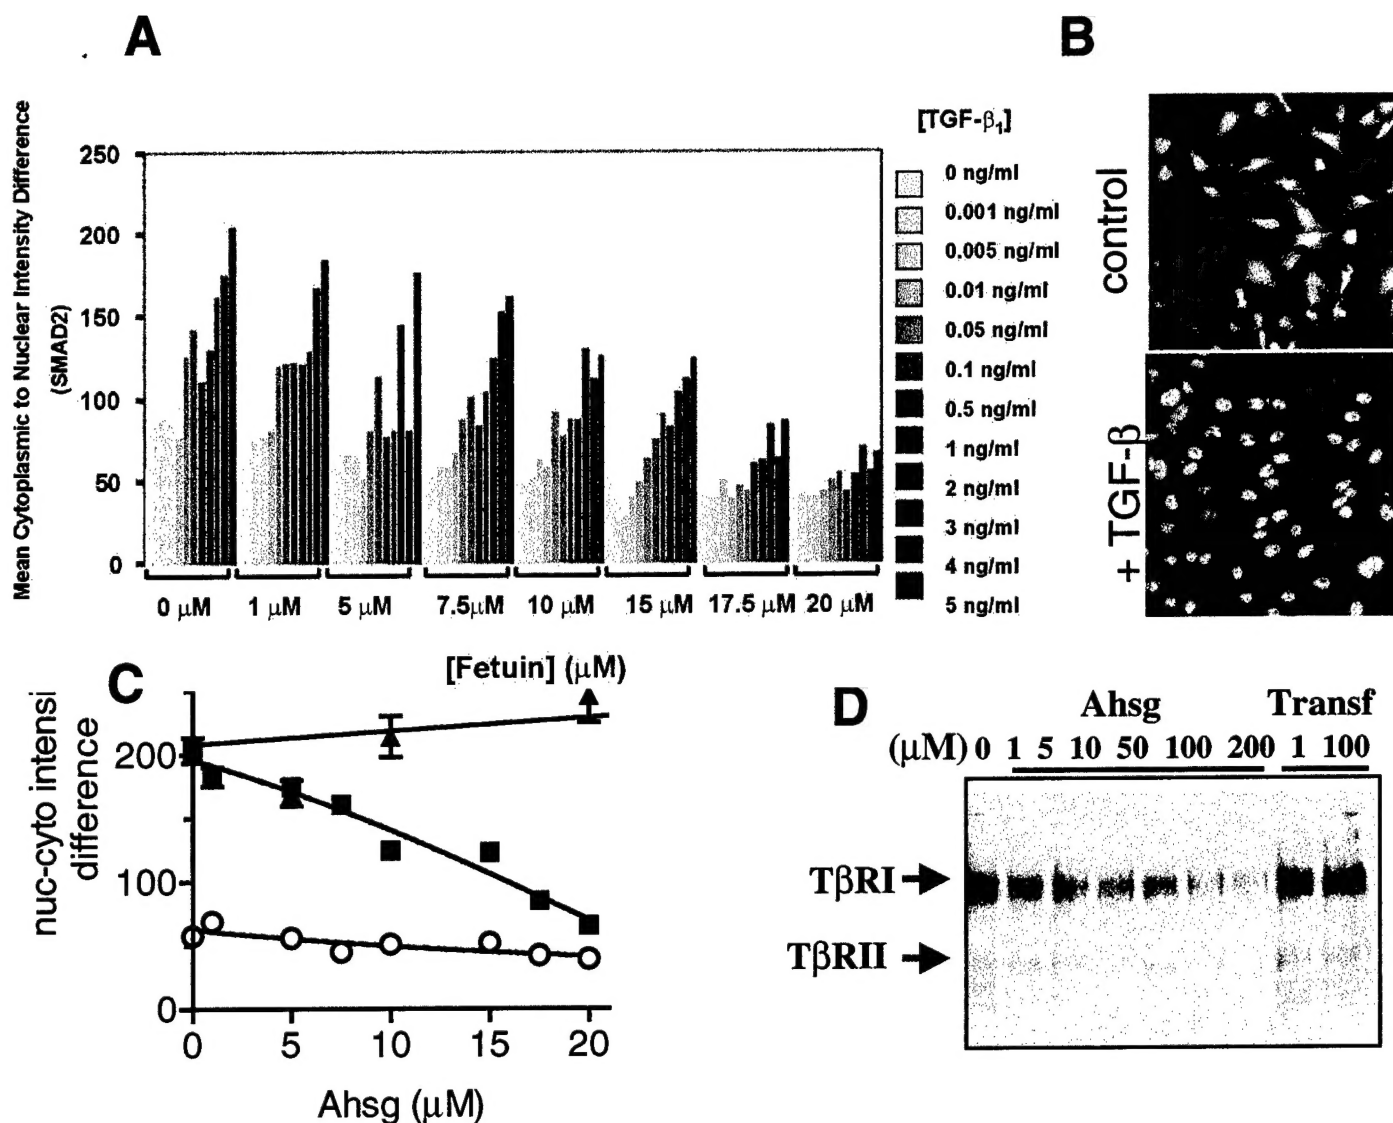 A
B
Mean Cytoplasmic to Nuclear Intensity Difference
(SMAD2)
250
200
150
100
50
0
0 μM 1 μM 5 μM 7.5μM 10 μM 15 μM 17.5 μM 20 μM
[Fetuin] (μM)
[TGF-β1]
0 ng/ml
0.001 ng/ml
0.005 ng/ml
0.01 ng/ml
0.05 ng/ml
0.1 ng/ml
0.5 ng/ml
1 ng/ml
2 ng/ml
3 ng/ml
4 ng/ml
5 ng/ml
control
+ TGF-β
C
nuc-cyto intensi
difference
200
100
0
0 5 10 15 20
Ahsg (μM)
D
Ahsg Transf
(μM) 0 1 5 10 50 100 200 1 100
TβRI
TβRII